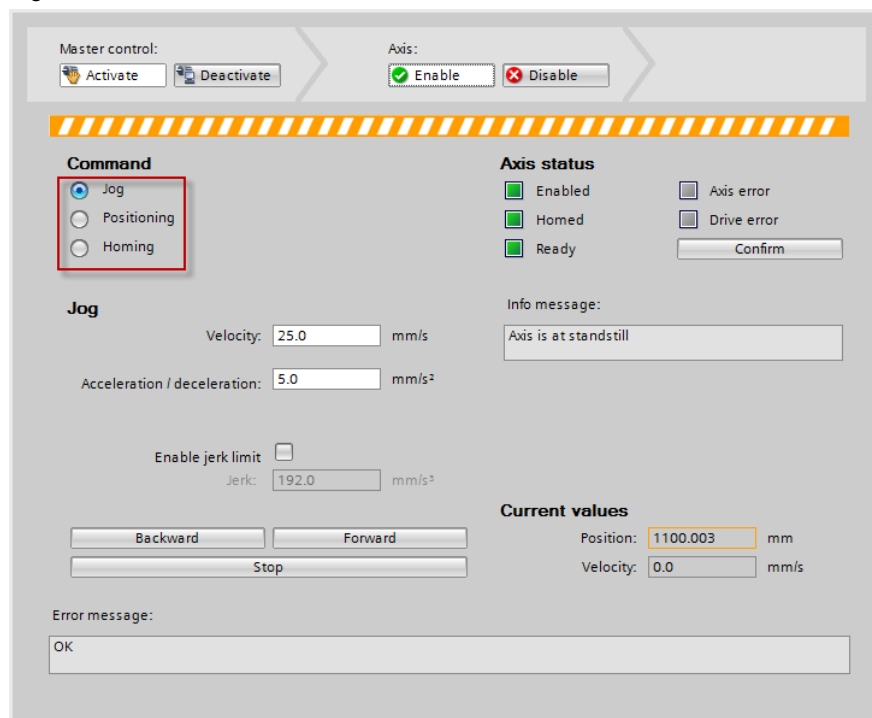 Master control:
Activate
Deactivate
Axis:
Enable
Disable
Command
Jog
Positioning
Homing
Axis status
Enabled
Axis error
Homed
Drive error
Ready
Confirm
Jog
Velocity: 25.0 mm/s
Acceleration / deceleration: 5.0 mm/s²
Enable jerk limit
Jerk: 192.0 mm/s³
Backward
Forward
Stop
Info message:
Axis is at standstill
Current values
Position: 1100.003 mm
Velocity: 0.0 mm/s
Error message:
OK